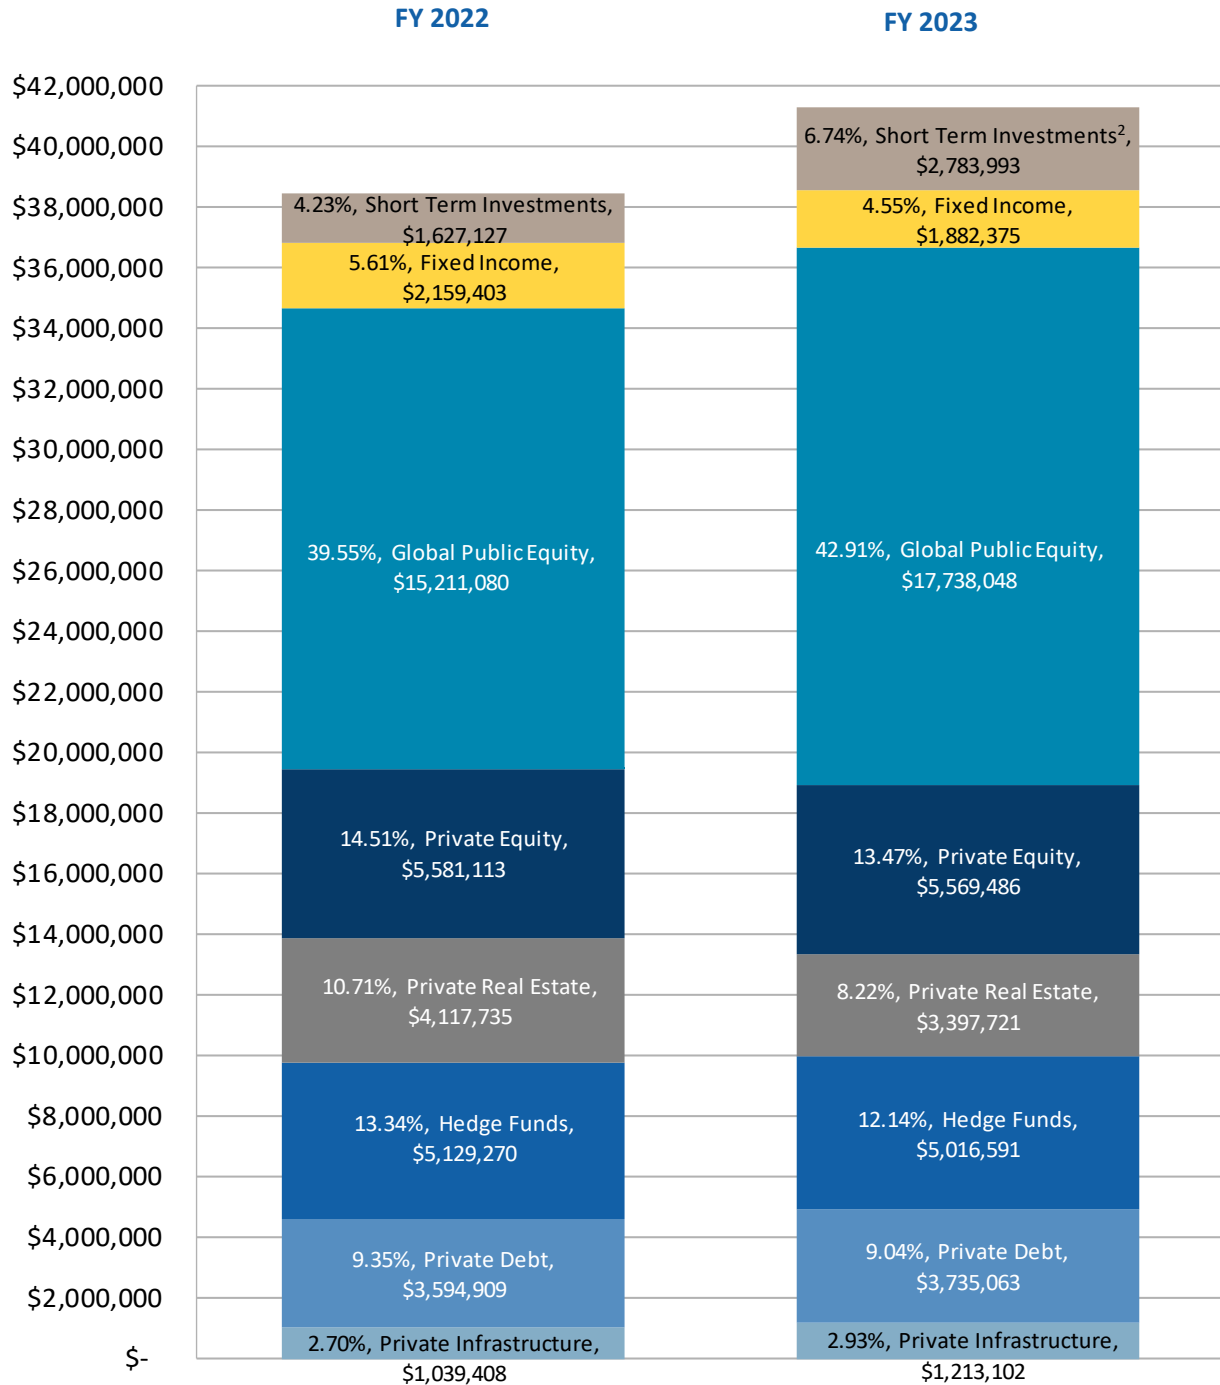 FY 2022
FY 2023
$42,000,000
$40,000,000
$38,000,000
$36,000,000
$34,000,000
$32,000,000
$30,000,000
$28,000,000
$26,000,000
$24,000,000
$22,000,000
$20,000,000
$18,000,000
$16,000,000
$14,000,000
$12,000,000
$10,000,000
$8,000,000
$6,000,000
$4,000,000
$2,000,000
$-
4.23%, Short Term Investments,
$1,627,127
5.61%, Fixed Income,
$2,159,403
39.55%, Global Public Equity,
$15,211,080
14.51%, Private Equity,
$5,581,113
10.71%, Private Real Estate,
$4,117,735
13.34%, Hedge Funds,
$5,129,270
9.35%, Private Debt,
$3,594,909
2.70%, Private Infrastructure,
$1,039,408
6.74%, Short Term Investments²,
$2,783,993
4.55%, Fixed Income,
$1,882,375
42.91%, Global Public Equity,
$17,738,048
13.47%, Private Equity,
$5,569,486
8.22%, Private Real Estate,
$3,397,721
12.14%, Hedge Funds,
$5,016,591
9.04%, Private Debt,
$3,735,063
2.93%, Private Infrastructure,
$1,213,102